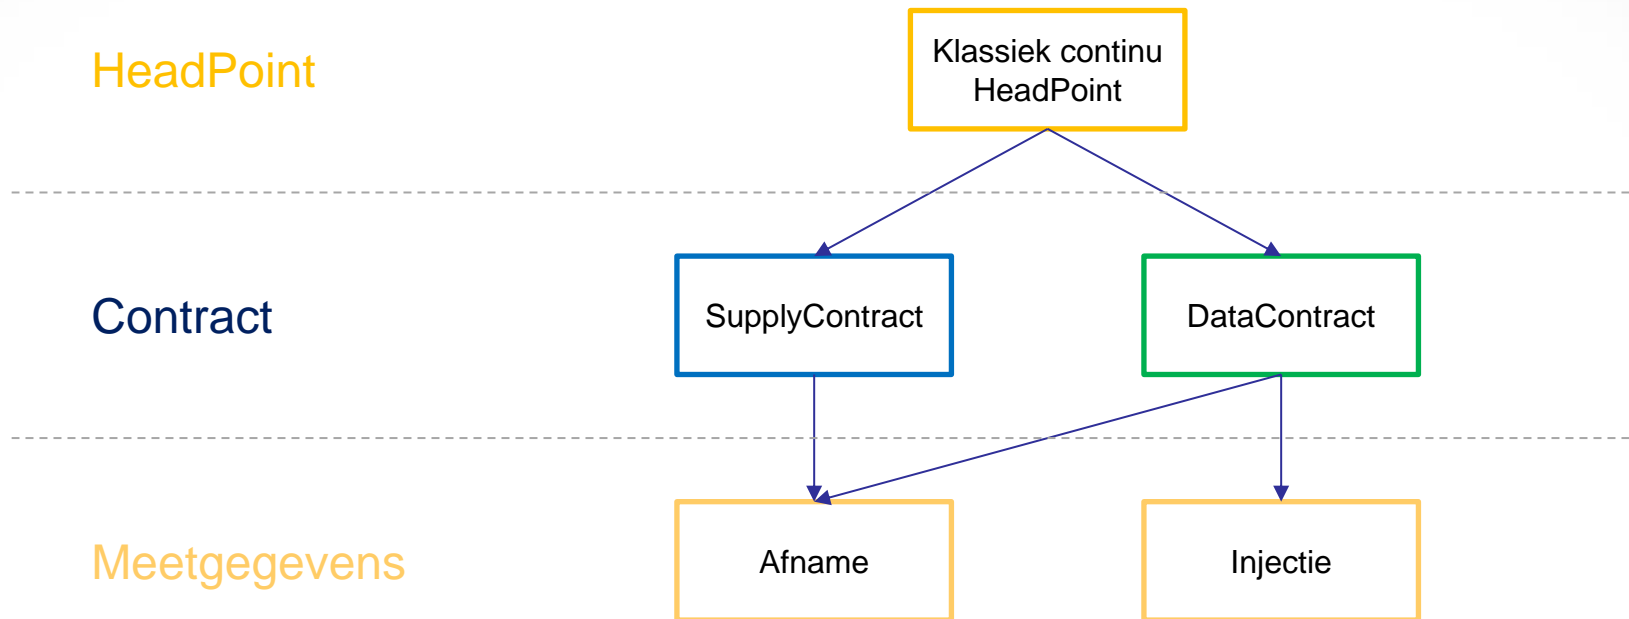 HeadPoint
Klassiek continu
HeadPoint
Contract
SupplyContract
DataContract
Meetgegevens
Afname
Injectie